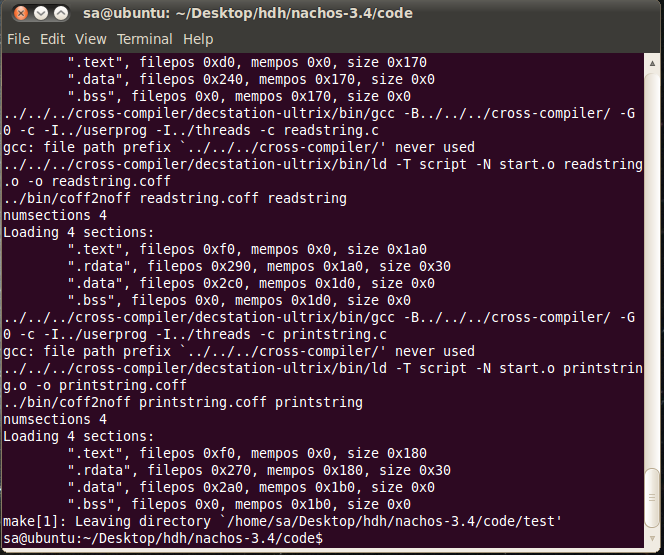 sa@ubuntu: ~/Desktop/hdh/nachos-3.4/code
File Edit View Terminal Help
".text", filepos 0xd0, mempos 0x0, size 0x170
".data", filepos 0x240, mempos 0x170, size 0x0
".bss", filepos 0x0, mempos 0x170, size 0x0
../../../cross-compiler/decstation-ultrix/bin/gcc -B../../../cross-compiler/ -G
0 -c -I../userprog -I../threads -c readstring.c
gcc: file path prefix `../../../cross-compiler/' never used
../../../cross-compiler/decstation-ultrix/bin/ld -T script -N start.o readstring
.o -o readstring.coff
../bin/coff2noff readstring.coff readstring
numsections 4
Loading 4 sections:
".text", filepos 0xf0, mempos 0x0, size 0x1a0
".rdata", filepos 0x290, mempos 0x1a0, size 0x30
".data", filepos 0x2c0, mempos 0x1d0, size 0x0
".bss", filepos 0x0, mempos 0x1d0, size 0x0
../../../cross-compiler/decstation-ultrix/bin/gcc -B../../../cross-compiler/ -G
0 -c -I../userprog -I../threads -c printstring.c
gcc: file path prefix `../../../cross-compiler/' never used
../../../cross-compiler/decstation-ultrix/bin/ld -T script -N start.o printstrin
g.o -o printstring.coff
../bin/coff2noff printstring.coff printstring
numsections 4
Loading 4 sections:
".text", filepos 0xf0, mempos 0x0, size 0x180
".rdata", filepos 0x270, mempos 0x180, size 0x30
".data", filepos 0x2a0, mempos 0x1b0, size 0x0
".bss", filepos 0x0, mempos 0x1b0, size 0x0
make[1]: Leaving directory `/home/sa/Desktop/hdh/nachos-3.4/code/test'
sa@ubuntu:~/Desktop/hdh/nachos-3.4/code$